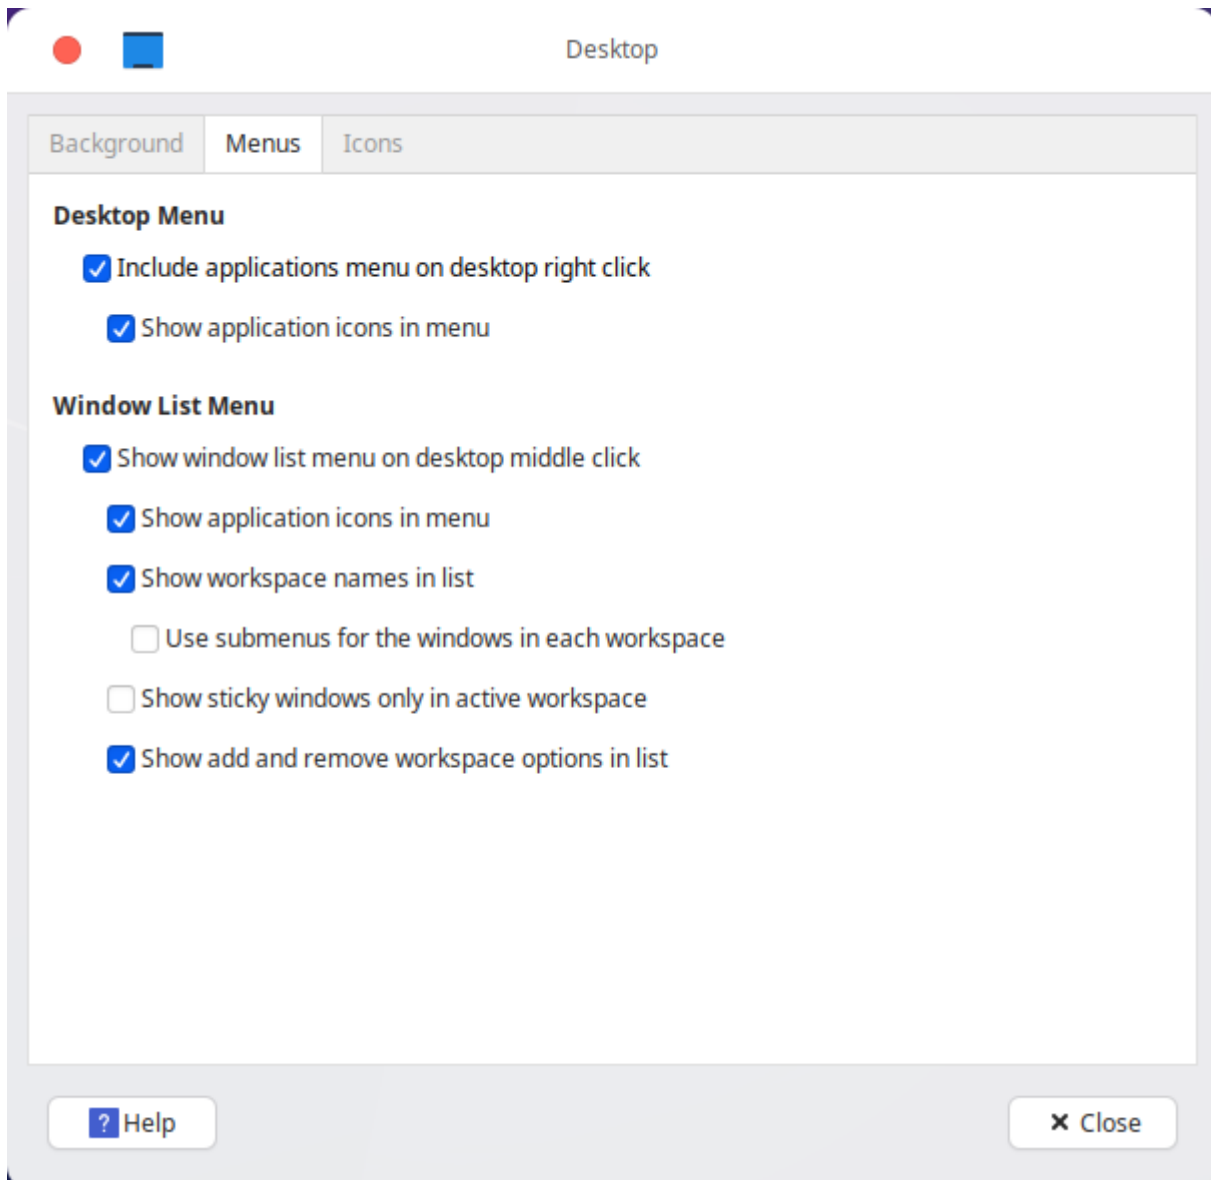 Desktop
Background Menus Icons
Desktop Menu
Include applications menu on desktop right click
Show application icons in menu
Window List Menu
Show window list menu on desktop middle click
Show application icons in menu
Show workspace names in list
Use submenus for the windows in each workspace
Show sticky windows only in active workspace
Show add and remove workspace options in list
? Help
Close